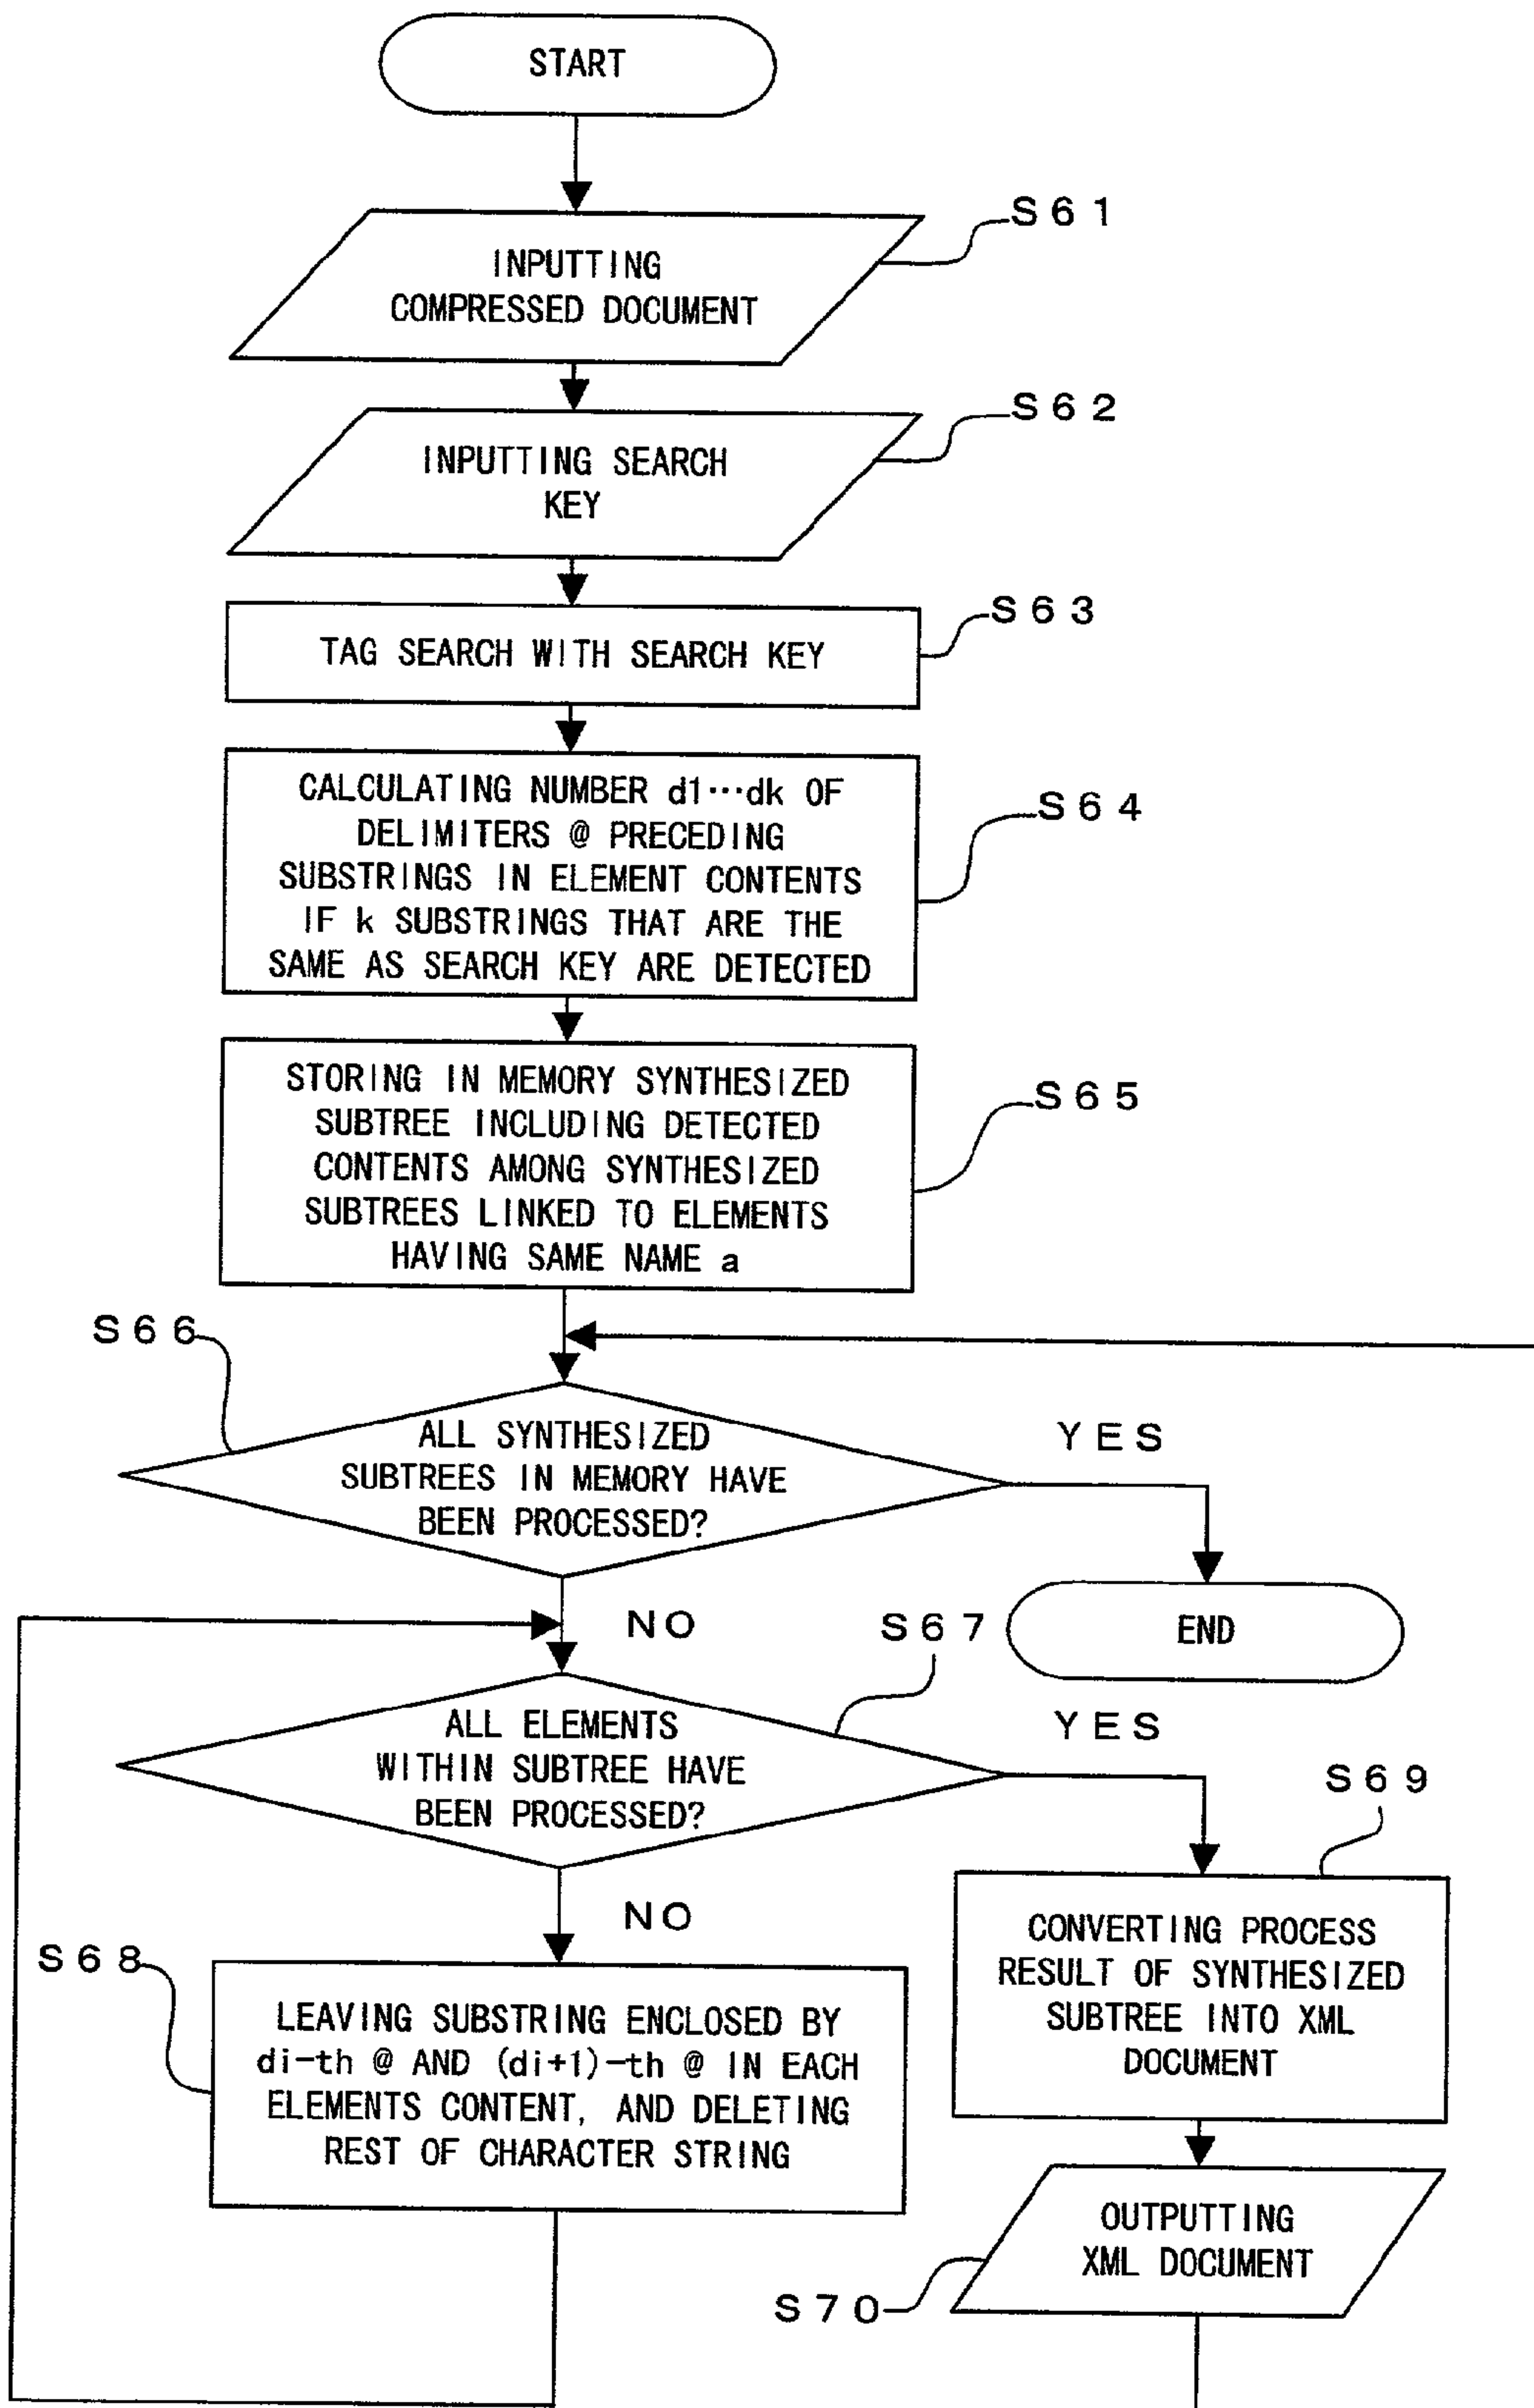 START
S61
INPUTTING
COMPRESSED DOCUMENT
S62
INPUTTING SEARCH
KEY
S63
TAG SEARCH WITH SEARCH KEY
S64
CALCULATING NUMBER d1···dk OF
DELIMITERS @ PRECEDING
SUBSTRINGS IN ELEMENT CONTENTS
IF k SUBSTRINGS THAT ARE THE
SAME AS SEARCH KEY ARE DETECTED
S65
STORING IN MEMORY SYNTHESIZED
SUBTREE INCLUDING DETECTED
CONTENTS AMONG SYNTHESIZED
SUBTREES LINKED TO ELEMENTS
HAVING SAME NAME a
S66
ALL SYNTHESIZED
SUBTREES IN MEMORY HAVE
BEEN PROCESSED?
YES
END
NO
S67
ALL ELEMENTS
WITHIN SUBTREE HAVE
BEEN PROCESSED?
YES
NO
S68
LEAVING SUBSTRING ENCLOSED BY
di-th @ AND (di+1)-th @ IN EACH
ELEMENTS CONTENT, AND DELETING
REST OF CHARACTER STRING
S69
CONVERTING PROCESS
RESULT OF SYNTHESIZED
SUBTREE INTO XML
DOCUMENT
OUTPUTTING
XML DOCUMENT
S70